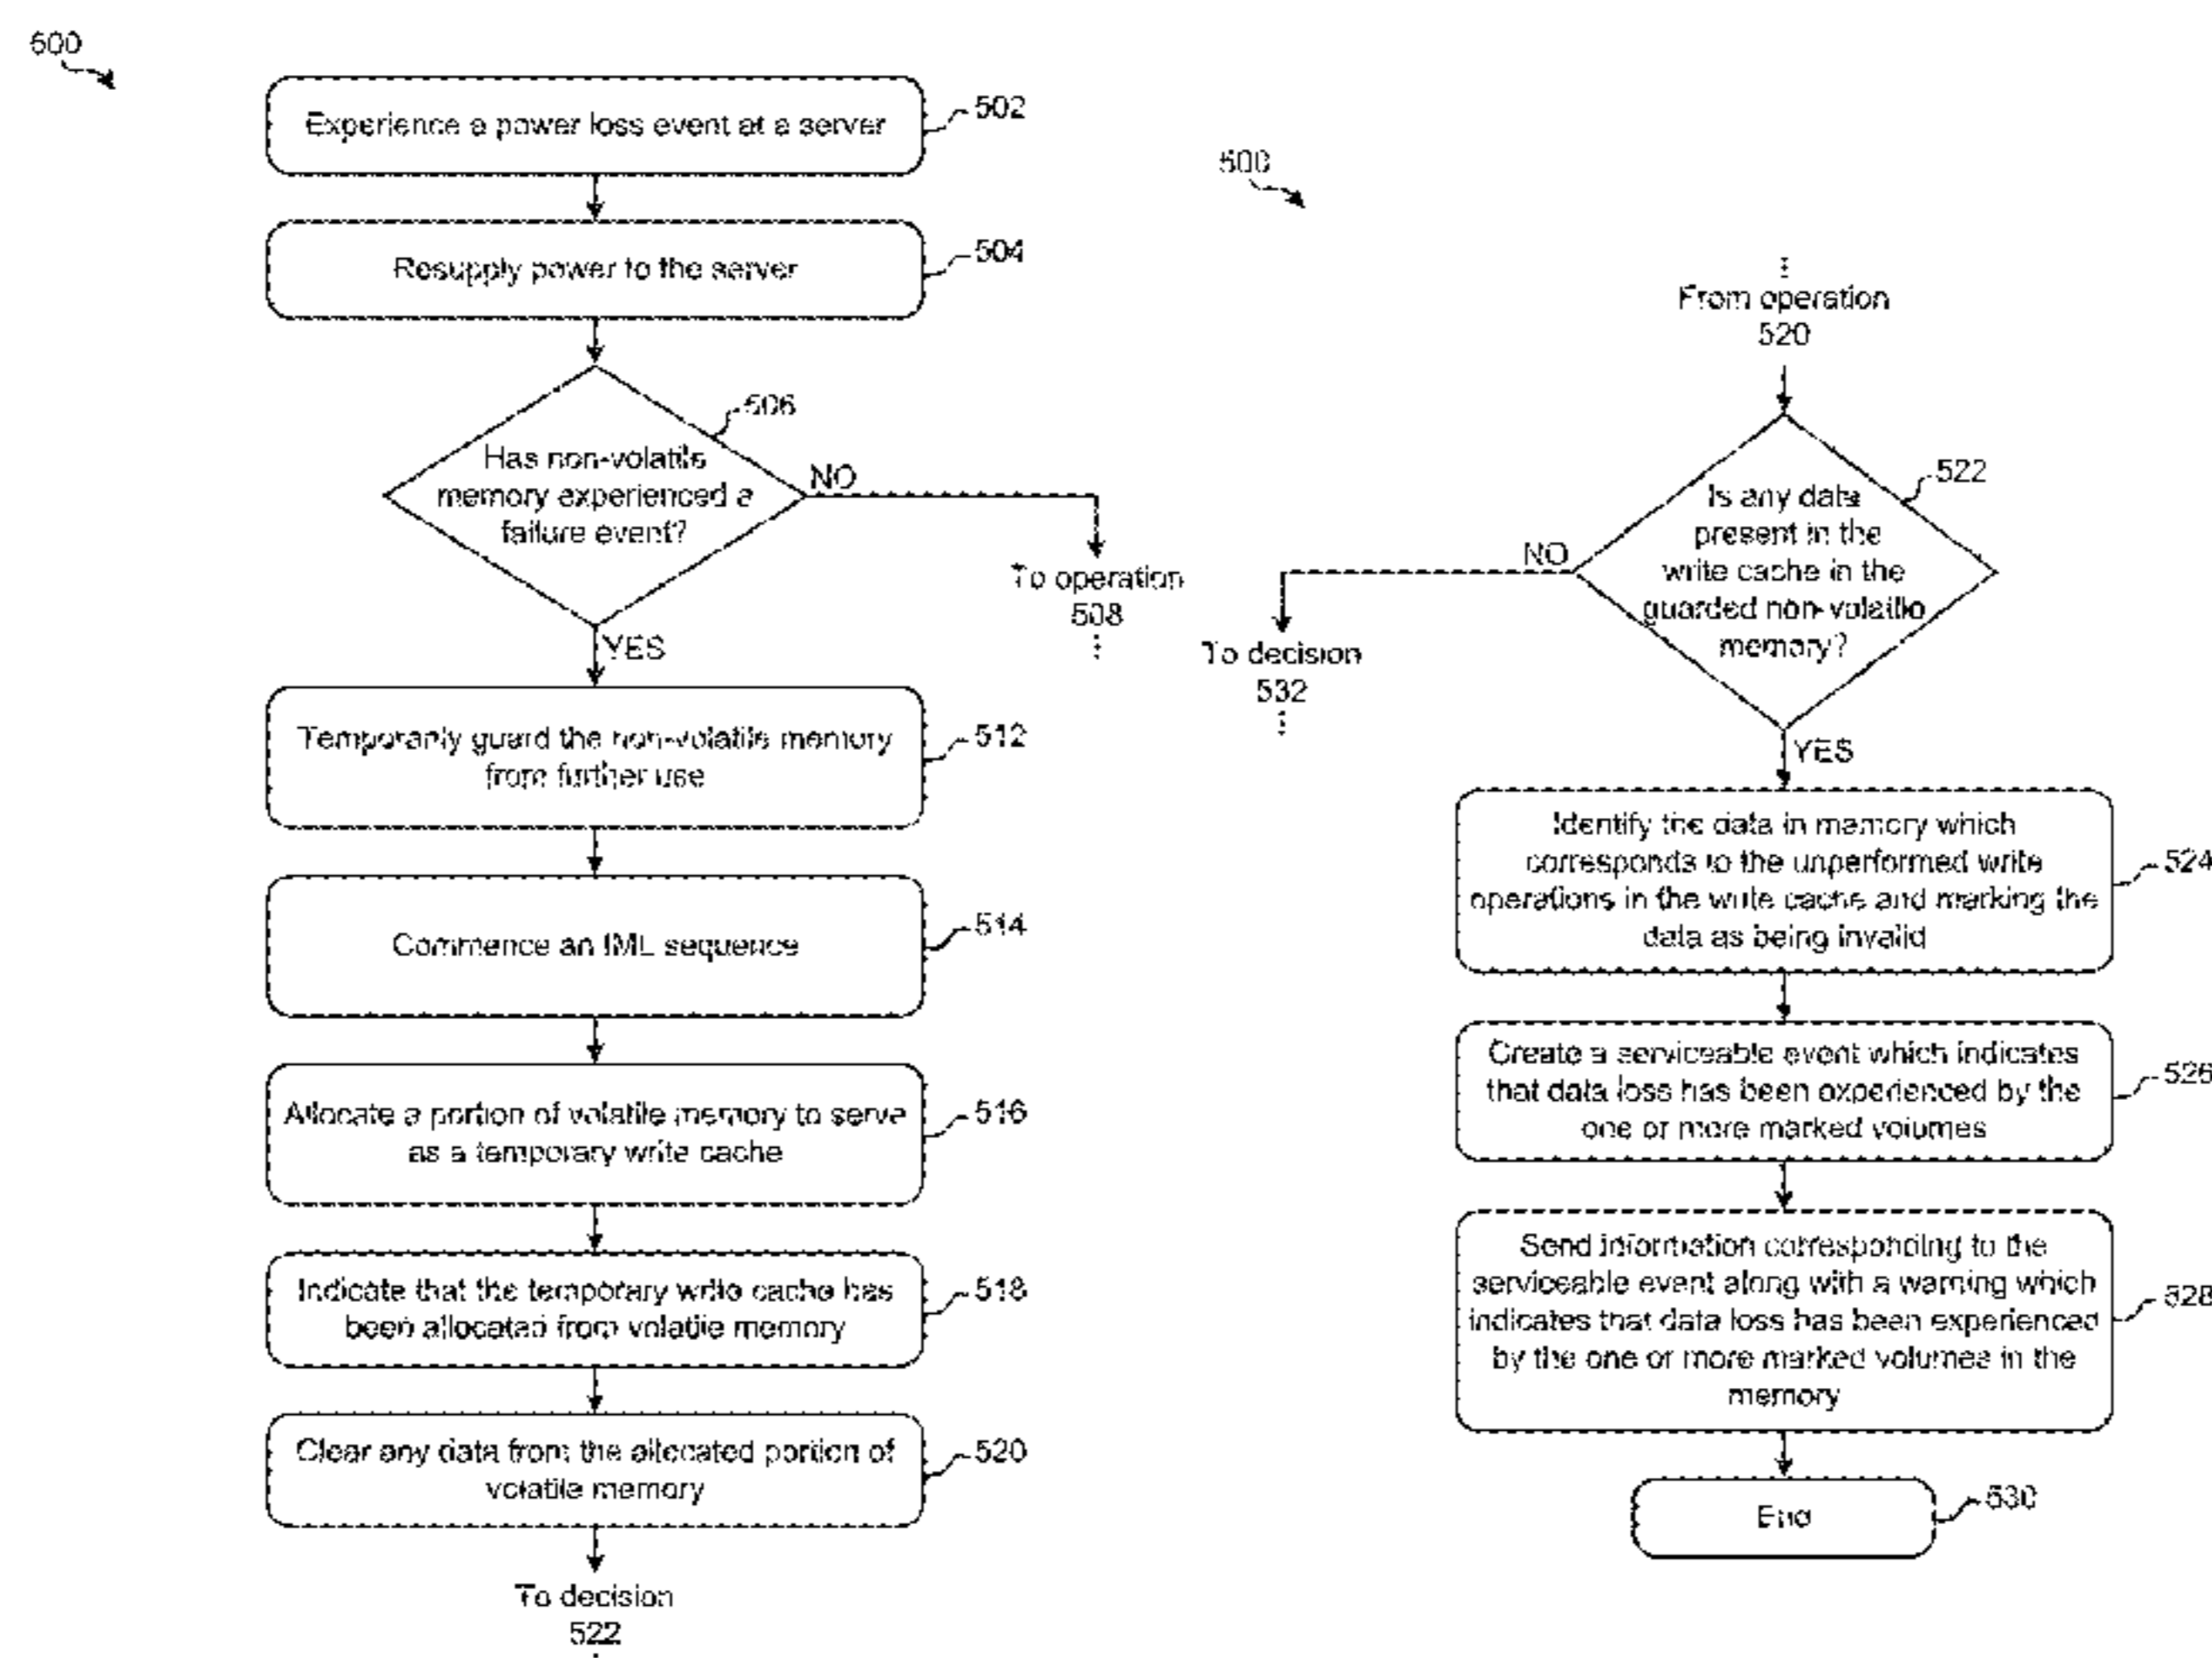 500
Experience a power loss event at a server
502
Resupply power to the server
504
506
Has non-volatile
memory experienced a
failure event?
NO
To operation
508
YES
Temporarily guard the non-volatile memory
from further use
512
Commence an IML sequence
514
Allocate a portion of volatile memory to serve
as a temporary write cache
516
Indicate that the temporary write cache has
been allocated from volatile memory
518
Clear any data from the allocated portion of
volatile memory
520
To decision
522
500
From operation
520
522
Is any data
present in the
write cache in the
guarded non-volatile
memory?
NO
To decision
532
YES
Identify the data in memory which
corresponds to the unperformed write
operations in the write cache and marking the
data as being invalid
524
Create a serviceable event which indicates
that data loss has been experienced by the
one or more marked volumes
526
Send information corresponding to the
serviceable event along with a warning which
indicates that data loss has been experienced
by the one or more marked volumes in the
memory
528
End
530